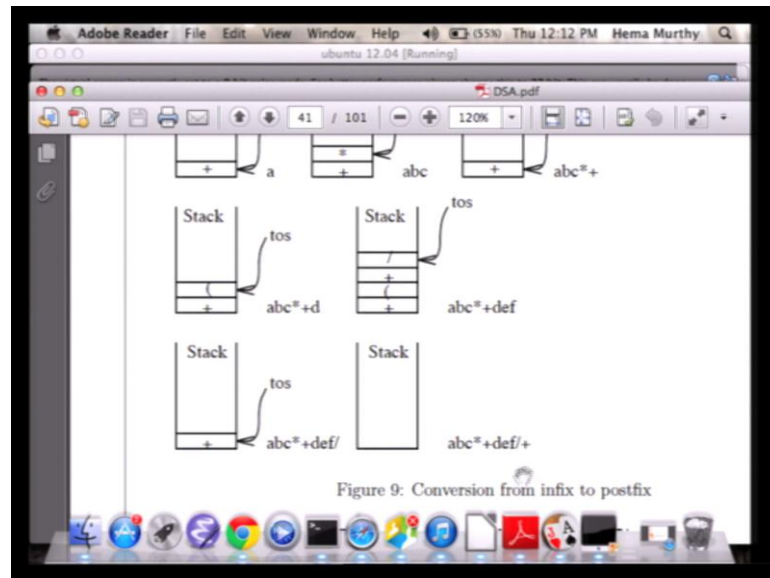 Adobe Reader File Edit View Window Help (55%) Thu 12:12 PM Hema Murthy
ubuntu 12.04 [Running]
DSA.pdf
41 / 101 120%
*
+ a + abc + abc*+
Stack Stack tos
tos
/
+
( (
+ abc*+d + abc*+def
Stack Stack
tos
+ abc*+def/ abc*+def/+
Figure 9: Conversion from infix to postfix